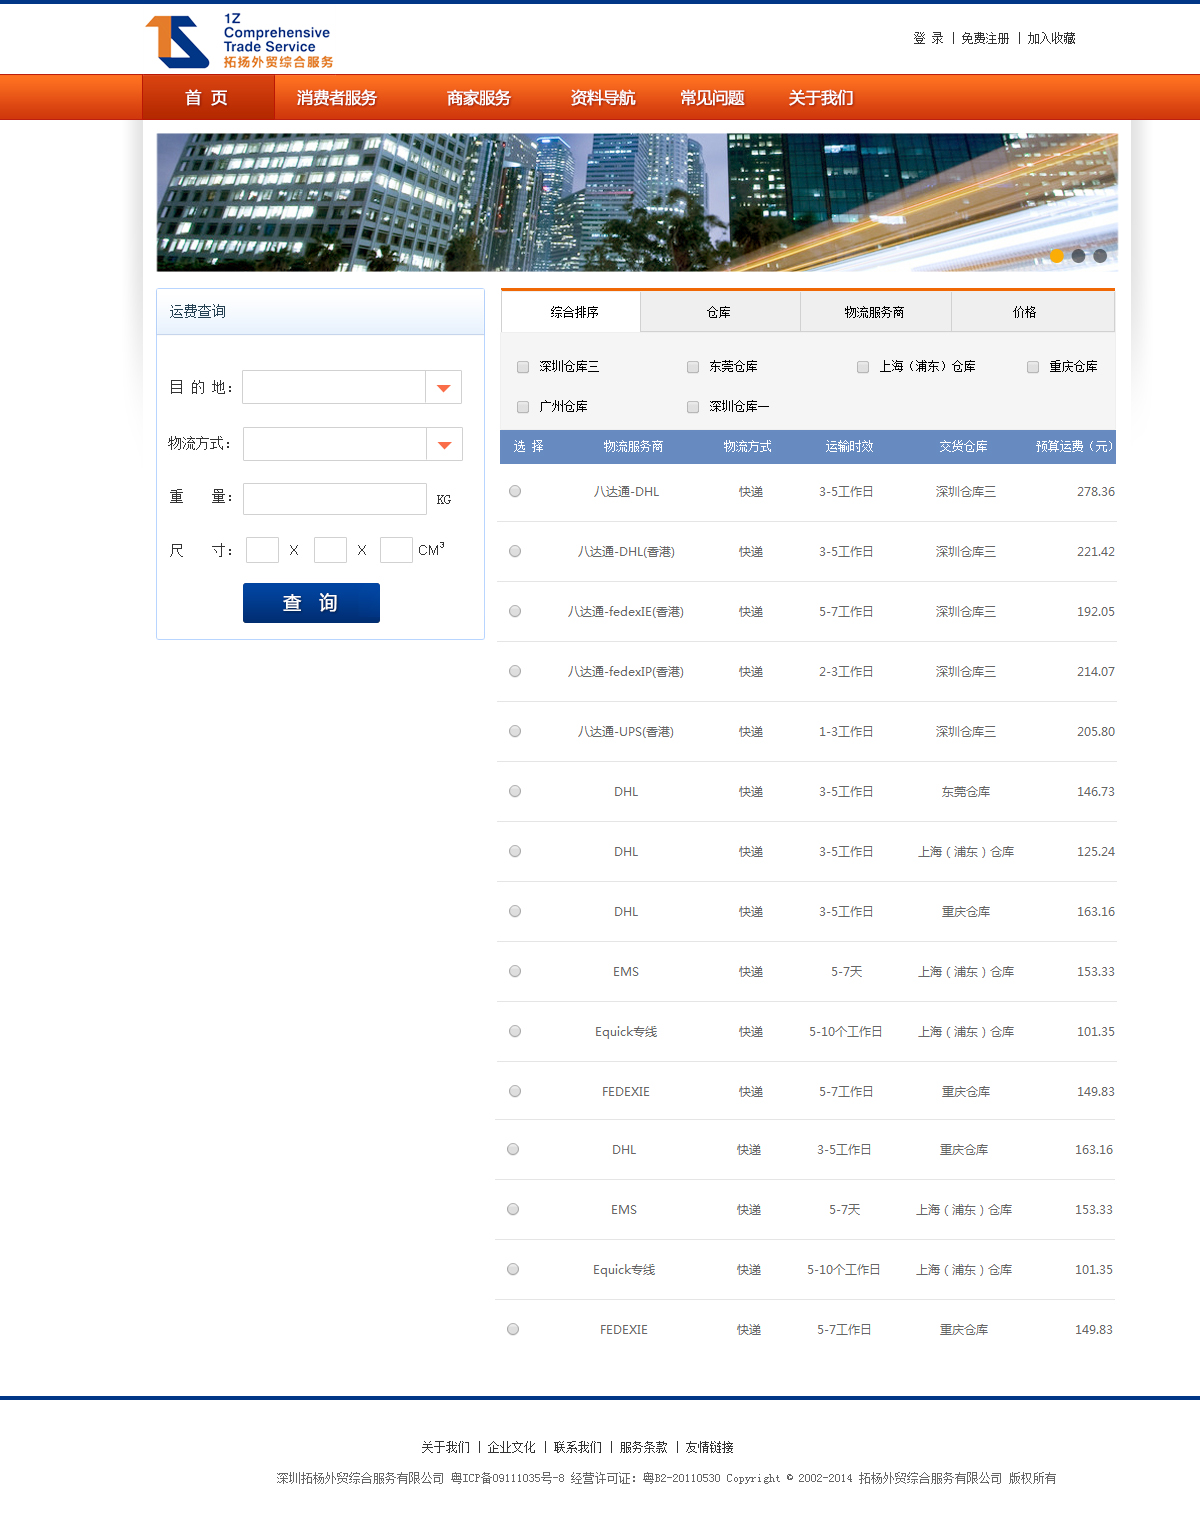 1Z
Comprehensive
Trade Service
拓扬外贸综合服务
登 录 | 免费注册 | 加入收藏
首 页 消费者服务 商家服务 资料导航 常见问题 关于我们
运费查询
目 的 地：
物流方式：
重 量： KG
尺 寸： X X CM³
查 询
综合排序 仓库 物流服务商 价格
深圳仓库三 东莞仓库 上海（浦东）仓库 重庆仓库
广州仓库 深圳仓库一
选 择 物流服务商 物流方式 运输时效 交货仓库 预算运费（元）
八达通-DHL 快递 3-5工作日 深圳仓库三 278.36
八达通-DHL(香港) 快递 3-5工作日 深圳仓库三 221.42
八达通-fedexIE(香港) 快递 5-7工作日 深圳仓库三 192.05
八达通-fedexIP(香港) 快递 2-3工作日 深圳仓库三 214.07
八达通-UPS(香港) 快递 1-3工作日 深圳仓库三 205.80
DHL 快递 3-5工作日 东莞仓库 146.73
DHL 快递 3-5工作日 上海（浦东）仓库 125.24
DHL 快递 3-5工作日 重庆仓库 163.16
EMS 快递 5-7天 上海（浦东）仓库 153.33
Equick专线 快递 5-10个工作日 上海（浦东）仓库 101.35
FEDEXIE 快递 5-7工作日 重庆仓库 149.83
DHL 快递 3-5工作日 重庆仓库 163.16
EMS 快递 5-7天 上海（浦东）仓库 153.33
Equick专线 快递 5-10个工作日 上海（浦东）仓库 101.35
FEDEXIE 快递 5-7工作日 重庆仓库 149.83
关于我们 | 企业文化 | 联系我们 | 服务条款 | 友情链接
深圳拓杨外贸综合服务有限公司 粤ICP备09111035号-8 经营许可证：粤B2-20110530 Copyright © 2002-2014 拓杨外贸综合服务有限公司 版权所有